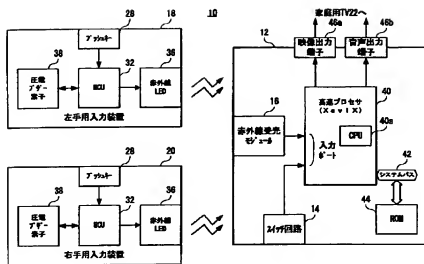 10
28
18
プッシュキー
38
32
36
圧電
ブザー
素子
MCU
赤外線
LED
左手用入力装置
28
20
プッシュキー
38
32
36
圧電
ブザー
素子
MCU
赤外線
LED
右手用入力装置
家庭用TV22へ
46a
46b
12
映像出力
端子
音声出力
端子
16
40
高速プロセサ
(XaviX)
40a
CPU
赤外線受光
モジュール
入力
ポート
42
システムバス
14
44
スイッチ回路
ROM